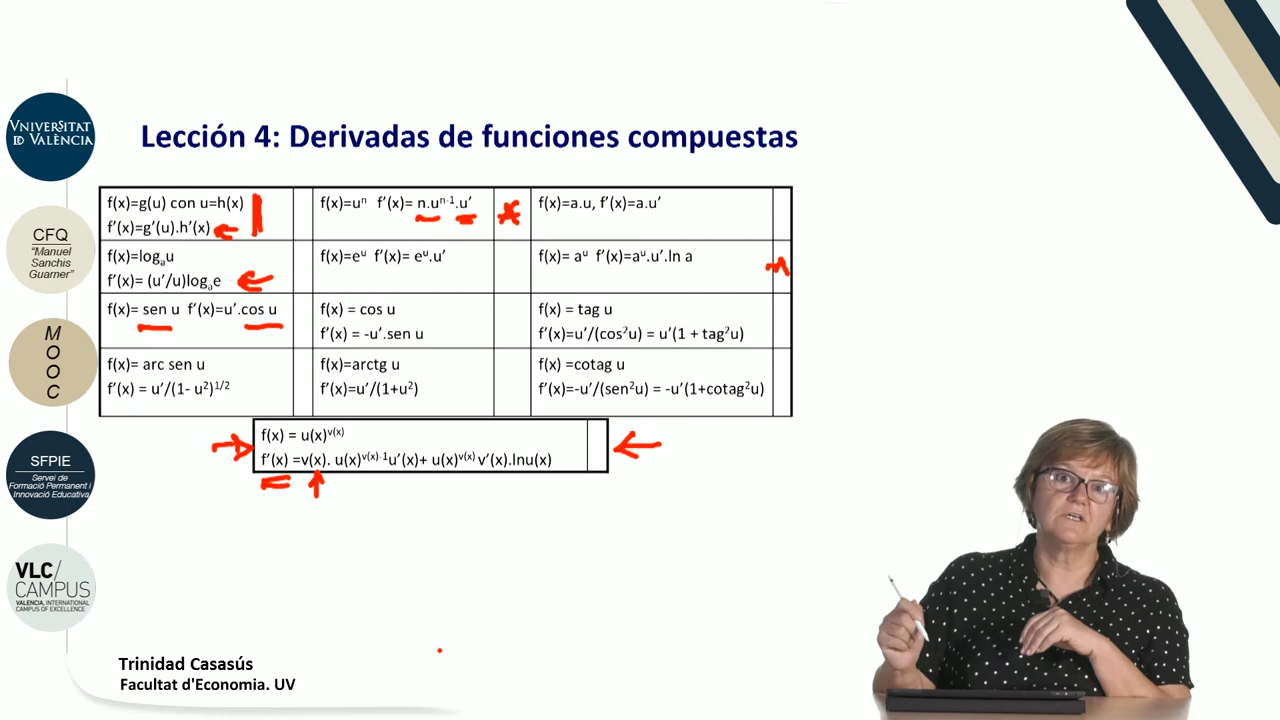 VNIVERSITAT
ID VALÈNCIA
CFQ
"Manuel
Sanchis
Guarner"
M
O
O
C
SFPIE
Servei de
Formació Permanent i
Innovació Educativa
VLC/
CAMPUS
VALENCIA, INTERNATIONAL
CAMPUS OF EXCELLENCE
Lección 4: Derivadas de funciones compuestas
f(x)=g(u) con u=h(x)
f'(x)=g'(u).h'(x)
f(x)=uⁿ f'(x)= n.uⁿ⁻¹.u'
f(x)=a.u, f'(x)=a.u'
f(x)=logₐu
f'(x)= (u'/u)logₐe
f(x)=eᵘ f'(x)= eᵘ.u'
f(x)= aᵘ f'(x)=aᵘ.u'.ln a
f(x)= sen u f'(x)=u'.cos u
f(x) = cos u
f'(x) = -u'.sen u
f(x) = tag u
f'(x)=u'/(cos²u) = u'(1 + tag²u)
f(x)= arc sen u
f'(x) = u'/(1- u²)¹/²
f(x)=arctg u
f'(x)=u'/(1+u²)
f(x) =cotag u
f'(x)=-u'/(sen²u) = -u'(1+cotag²u)
f(x) = u(x)ᵛ⁽ˣ⁾
f'(x) =v(x). u(x)ᵛ⁽ˣ⁾⁻¹u'(x)+ u(x)ᵛ⁽ˣ⁾ v'(x).lnu(x)
Trinidad Casasús
Facultat d'Economia. UV